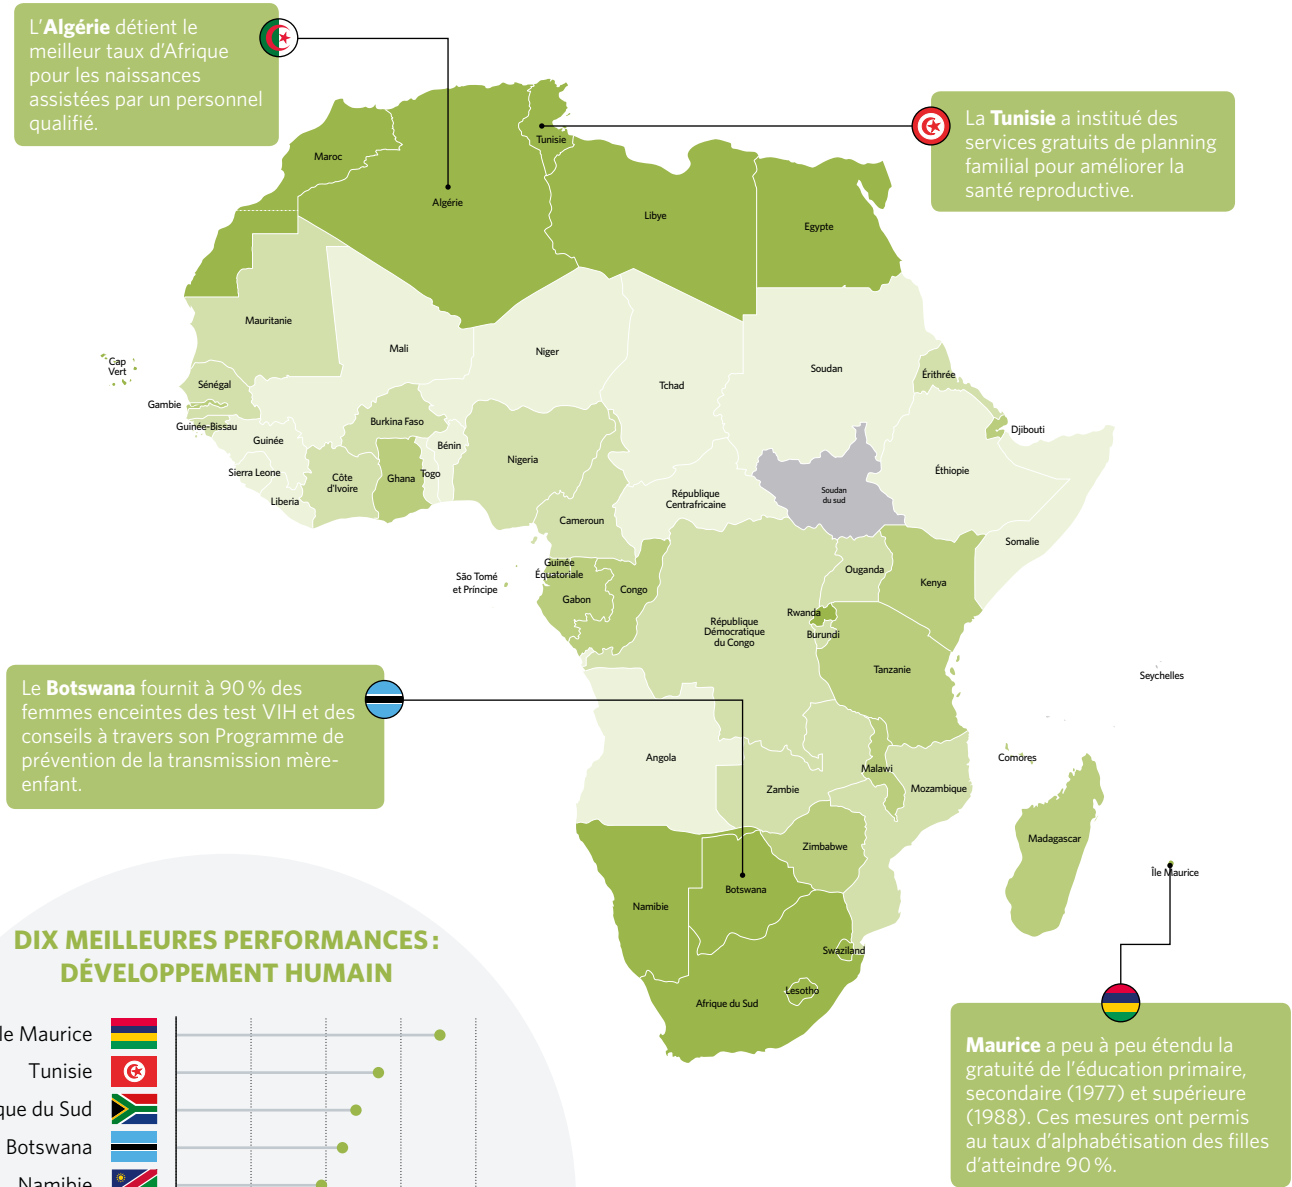 L'Algérie détient le
meilleur taux d'Afrique
pour les naissances
assistées par un personnel
qualifié.
La Tunisie a institué des
services gratuits de planning
familial pour améliorer la
santé reproductive.
Maroc
Tunisie
Algérie
Libye
Egypte
Mauritanie
Mali
Niger
Tchad
Soudan
Érithrée
Cap
Vert
Sénégal
Gambie
Guinée-Bissau
Guinée
Burkina Faso
Bénin
Djibouti
Sierra Leone
Côte
d'Ivoire
Ghana
Togo
Nigeria
Éthiopie
Liberia
République
Centrafricaine
Soudan
du sud
Cameroun
Somalie
Guinée
Équatoriale
São Tomé
et Príncipe
Gabon
Congo
Ouganda
Kenya
Rwanda
République
Démocratique
du Congo
Burundi
Tanzanie
Seychelles
Le Botswana fournit à 90 % des
femmes enceintes des test VIH et des
conseils à travers son Programme de
prévention de la transmission mère-
enfant.
Angola
Comores
Malawi
Zambie
Mozambique
Zimbabwe
Madagascar
Île Maurice
Botswana
Namibie
Swaziland
Lesotho
Afrique du Sud
DIX MEILLEURES PERFORMANCES :
DÉVELOPPEMENT HUMAIN
le Maurice
Tunisie
que du Sud
Botswana
Namibie
Maurice a peu à peu étendu la
gratuité de l'éducation primaire,
secondaire (1977) et supérieure
(1988). Ces mesures ont permis
au taux d'alphabétisation des filles
d'atteindre 90 %.